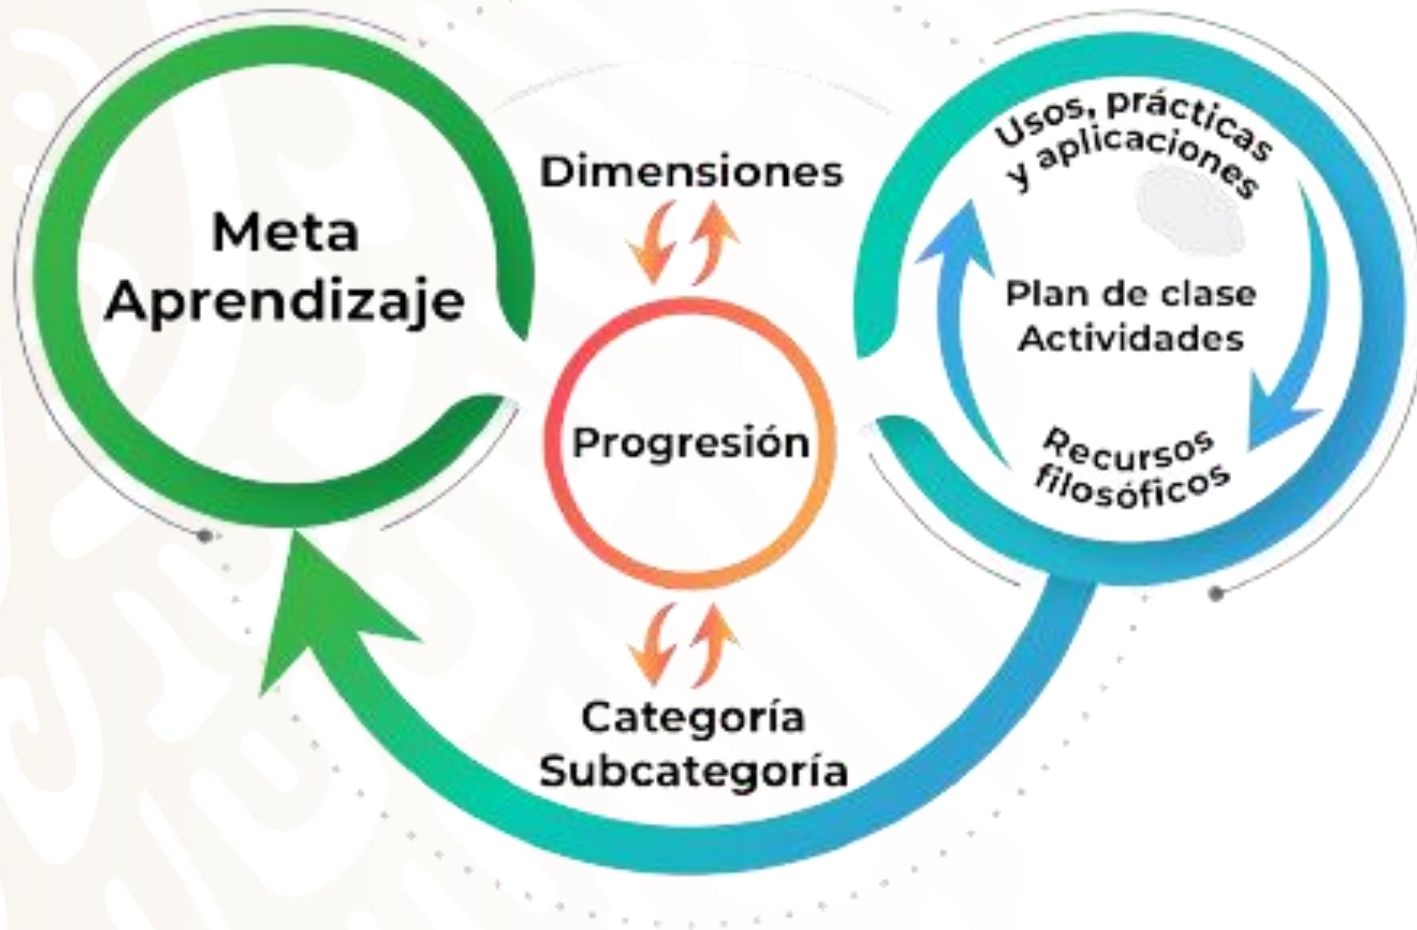 Meta
Aprendizaje
Dimensiones
Progresión
Categoría
Subcategoría
Usos, prácticas
y aplicaciones
Plan de clase
Actividades
Recursos
filosóficos